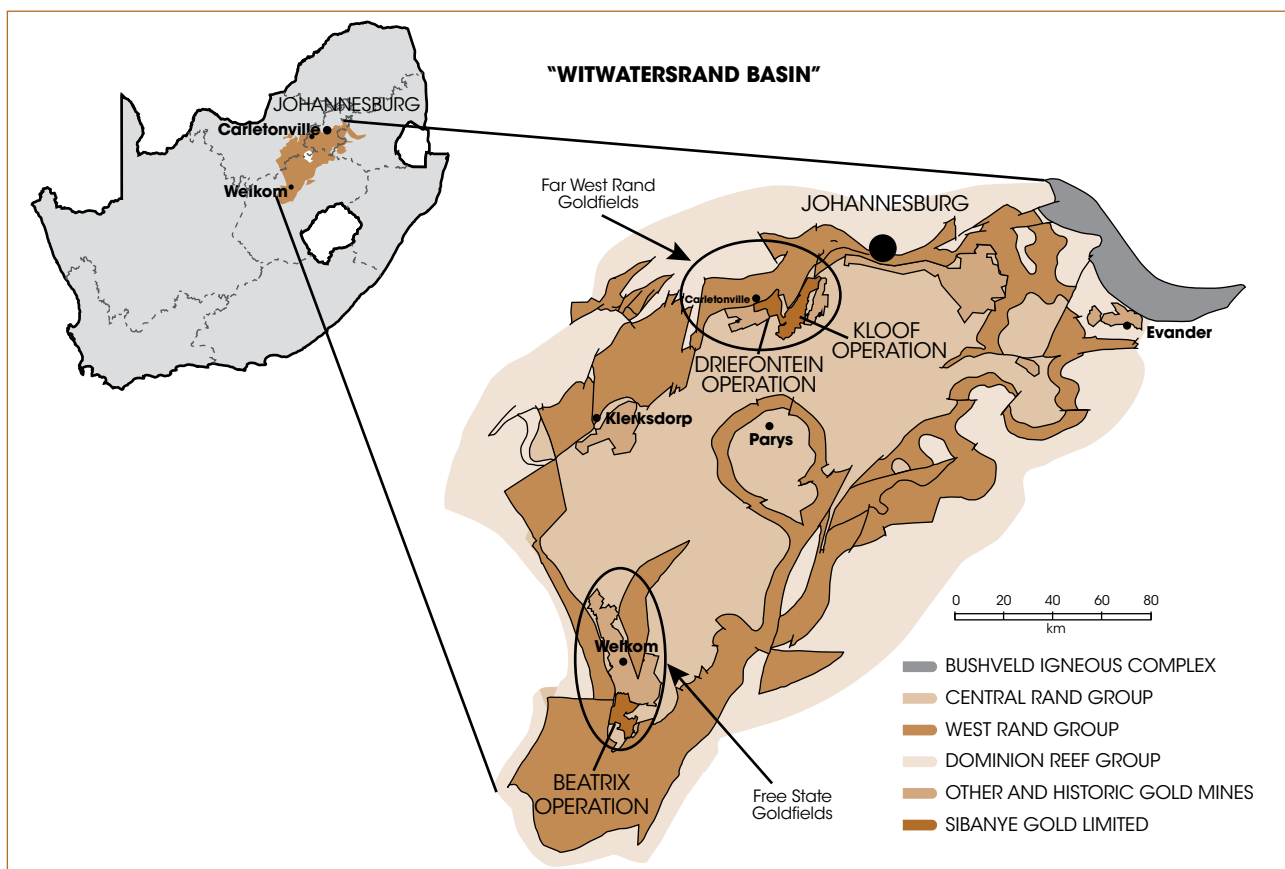 "WITWATERSRAND BASIN"
JOHANNESBURG
Carletonville
Welkom
Far West Rand
Goldfields
JOHANNESBURG
Carletonville
KLOOF
OPERATION
DRIEFONTEIN
OPERATION
Evander
Klerksdorp
Parys
Welkom
BEATRIX
OPERATION
Free State
Goldfields
0 20 40 60 80
km
BUSHVELD IGNEOUS COMPLEX
CENTRAL RAND GROUP
WEST RAND GROUP
DOMINION REEF GROUP
OTHER AND HISTORIC GOLD MINES
SIBANYE GOLD LIMITED